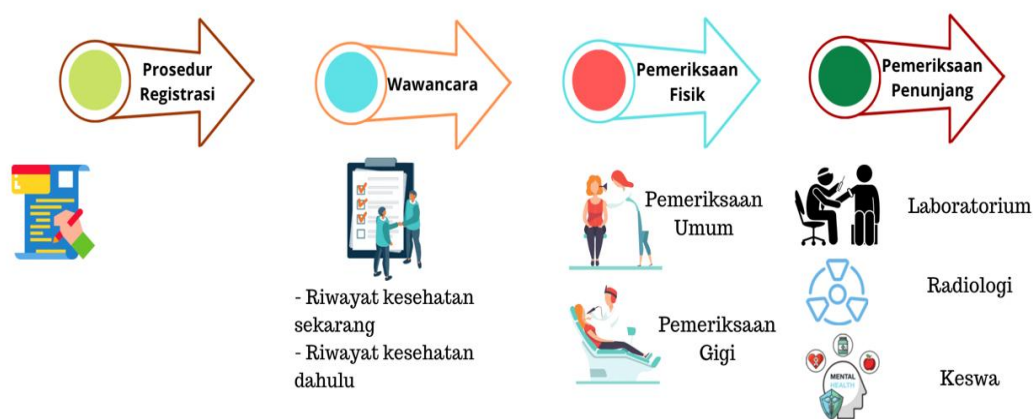 Prosedur
Registrasi
Wawancara
Pemeriksaan
Fisik
Pemeriksaan
Penunjang
- Riwayat kesehatan
sekarang
- Riwayat kesehatan
dahulu
Pemeriksaan
Umum
Pemeriksaan
Gigi
Laboratorium
Radiologi
MENTAL
HEALTH
Keswa